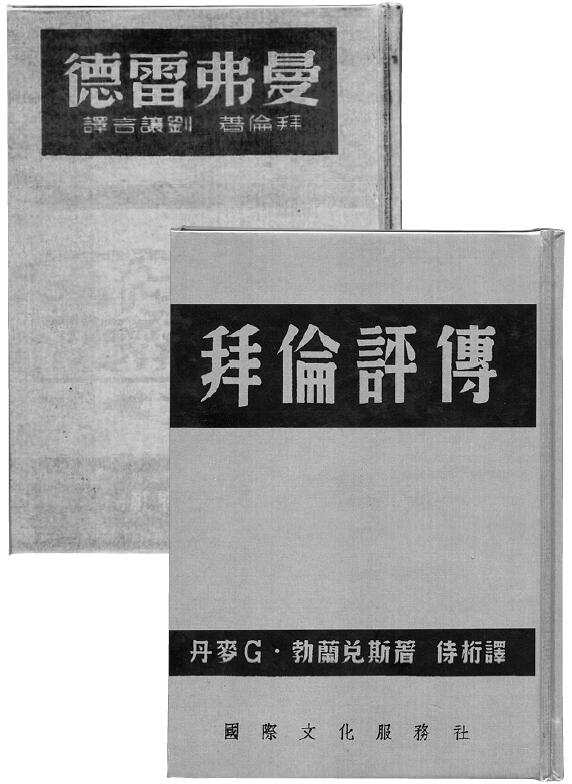 曼弗雷德
拜倫著 劉讓言譯
拜倫評傳
丹麥G·勃蘭兌斯著 侍桁譯
國際文化服務社